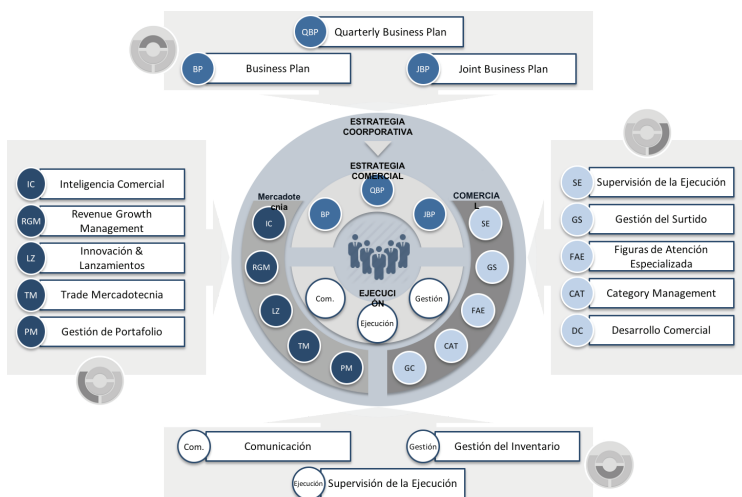 QBP Quarterly Business Plan
BP Business Plan
JBP Joint Business Plan
ESTRATEGIA
COORPORATIVA
ESTRATEGIA
COMERCIAL
QBP
BP
JBP
Mercadote
cnia
COMERCIA
L
IC
RGM
LZ
TM
PM
SE
GS
FAE
CAT
GC
EJECUCI
ÓN
Com.
Ejecución
Gestión
IC Inteligencia Comercial
RGM Revenue Growth
Management
LZ Innovación &
Lanzamientos
TM Trade Mercadotecnia
PM Gestión de Portafolio
SE Supervisión de la Ejecución
GS Gestión del Surtido
FAE Figuras de Atención
Especializada
CAT Category Management
DC Desarrollo Comercial
Com. Comunicación
Gestión Gestión del Inventario
Ejecución Supervisión de la Ejecución